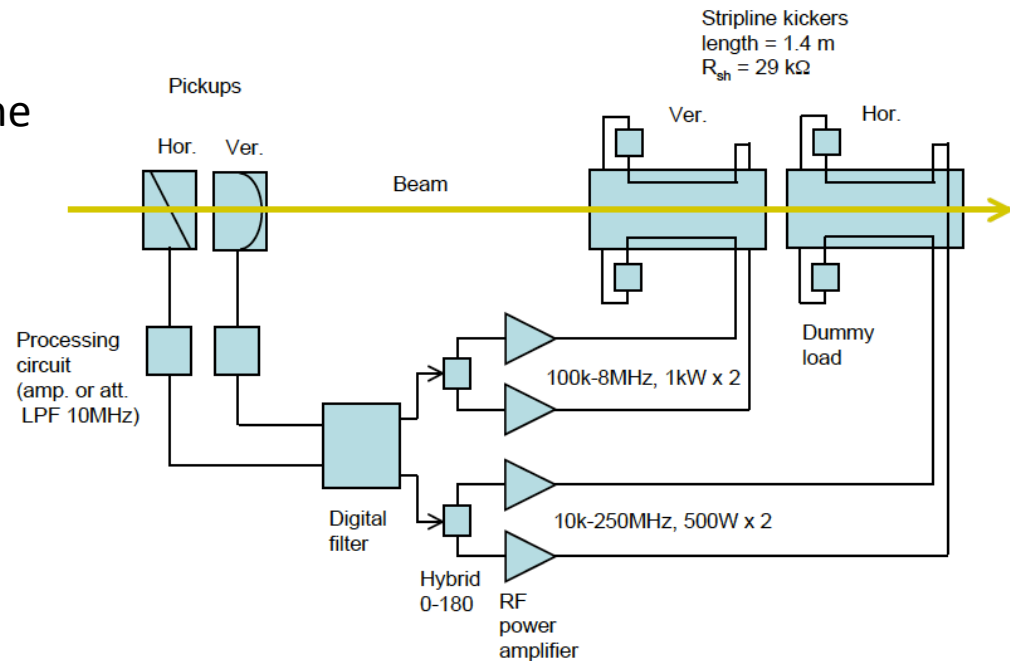 Stripline kickers
length = 1.4 m
Rsh = 29 kΩ
Pickups
Hor.
Ver.
Ver.
Hor.
Beam
Processing
circuit
(amp. or att.
LPF 10MHz)
Dummy
load
100k-8MHz, 1kW x 2
10k-250MHz, 500W x 2
Digital
filter
Hybrid
0-180
RF
power
amplifier